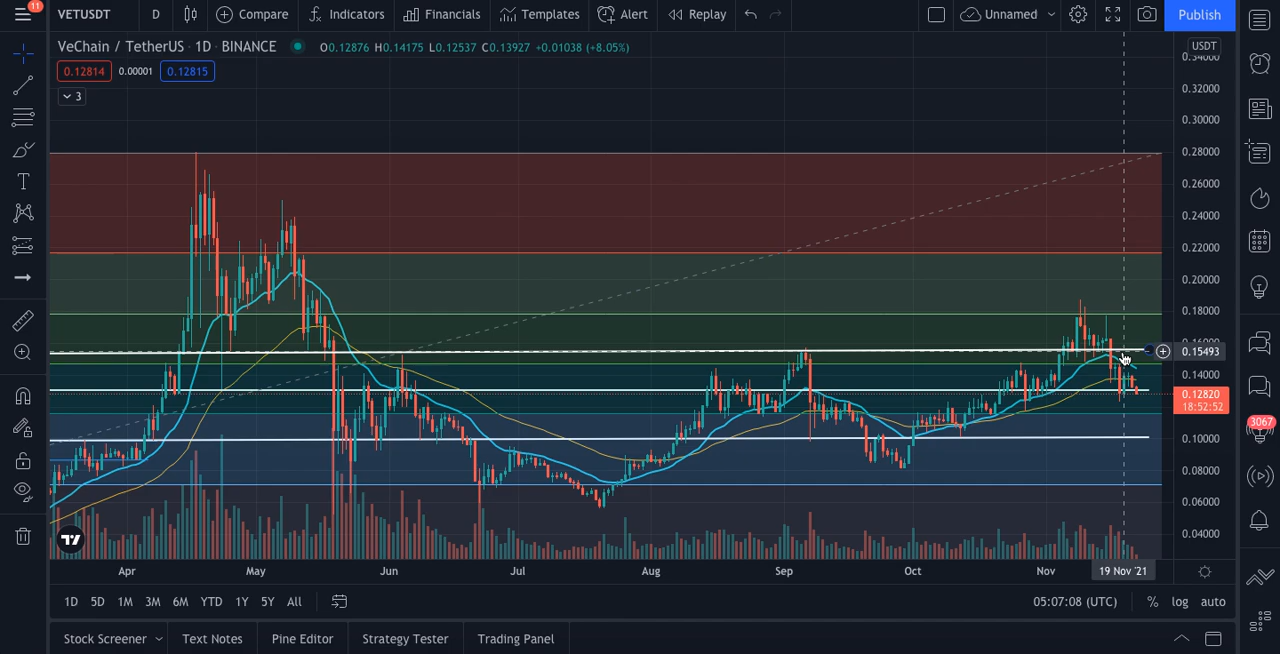 11
VETUSDT D Compare Indicators Financials Templates Alert Replay Unnamed Publish
VeChain / TetherUS · 1D · BINANCE O0.12876 H0.14175 L0.12537 C0.13927 +0.01038 (+8.05%)
USDT
0.12814 0.00001 0.12815
3
0.34000
0.32000
0.30000
0.28000
0.26000
0.24000
0.22000
0.20000
0.18000
0.15493
0.14000
0.12820
18:52:52
0.10000
0.08000
0.06000
0.04000
3067
Apr May Jun Jul Aug Sep Oct Nov 19 Nov '21
1D 5D 1M 3M 6M YTD 1Y 5Y All 05:07:08 (UTC) % log auto
Stock Screener Text Notes Pine Editor Strategy Tester Trading Panel